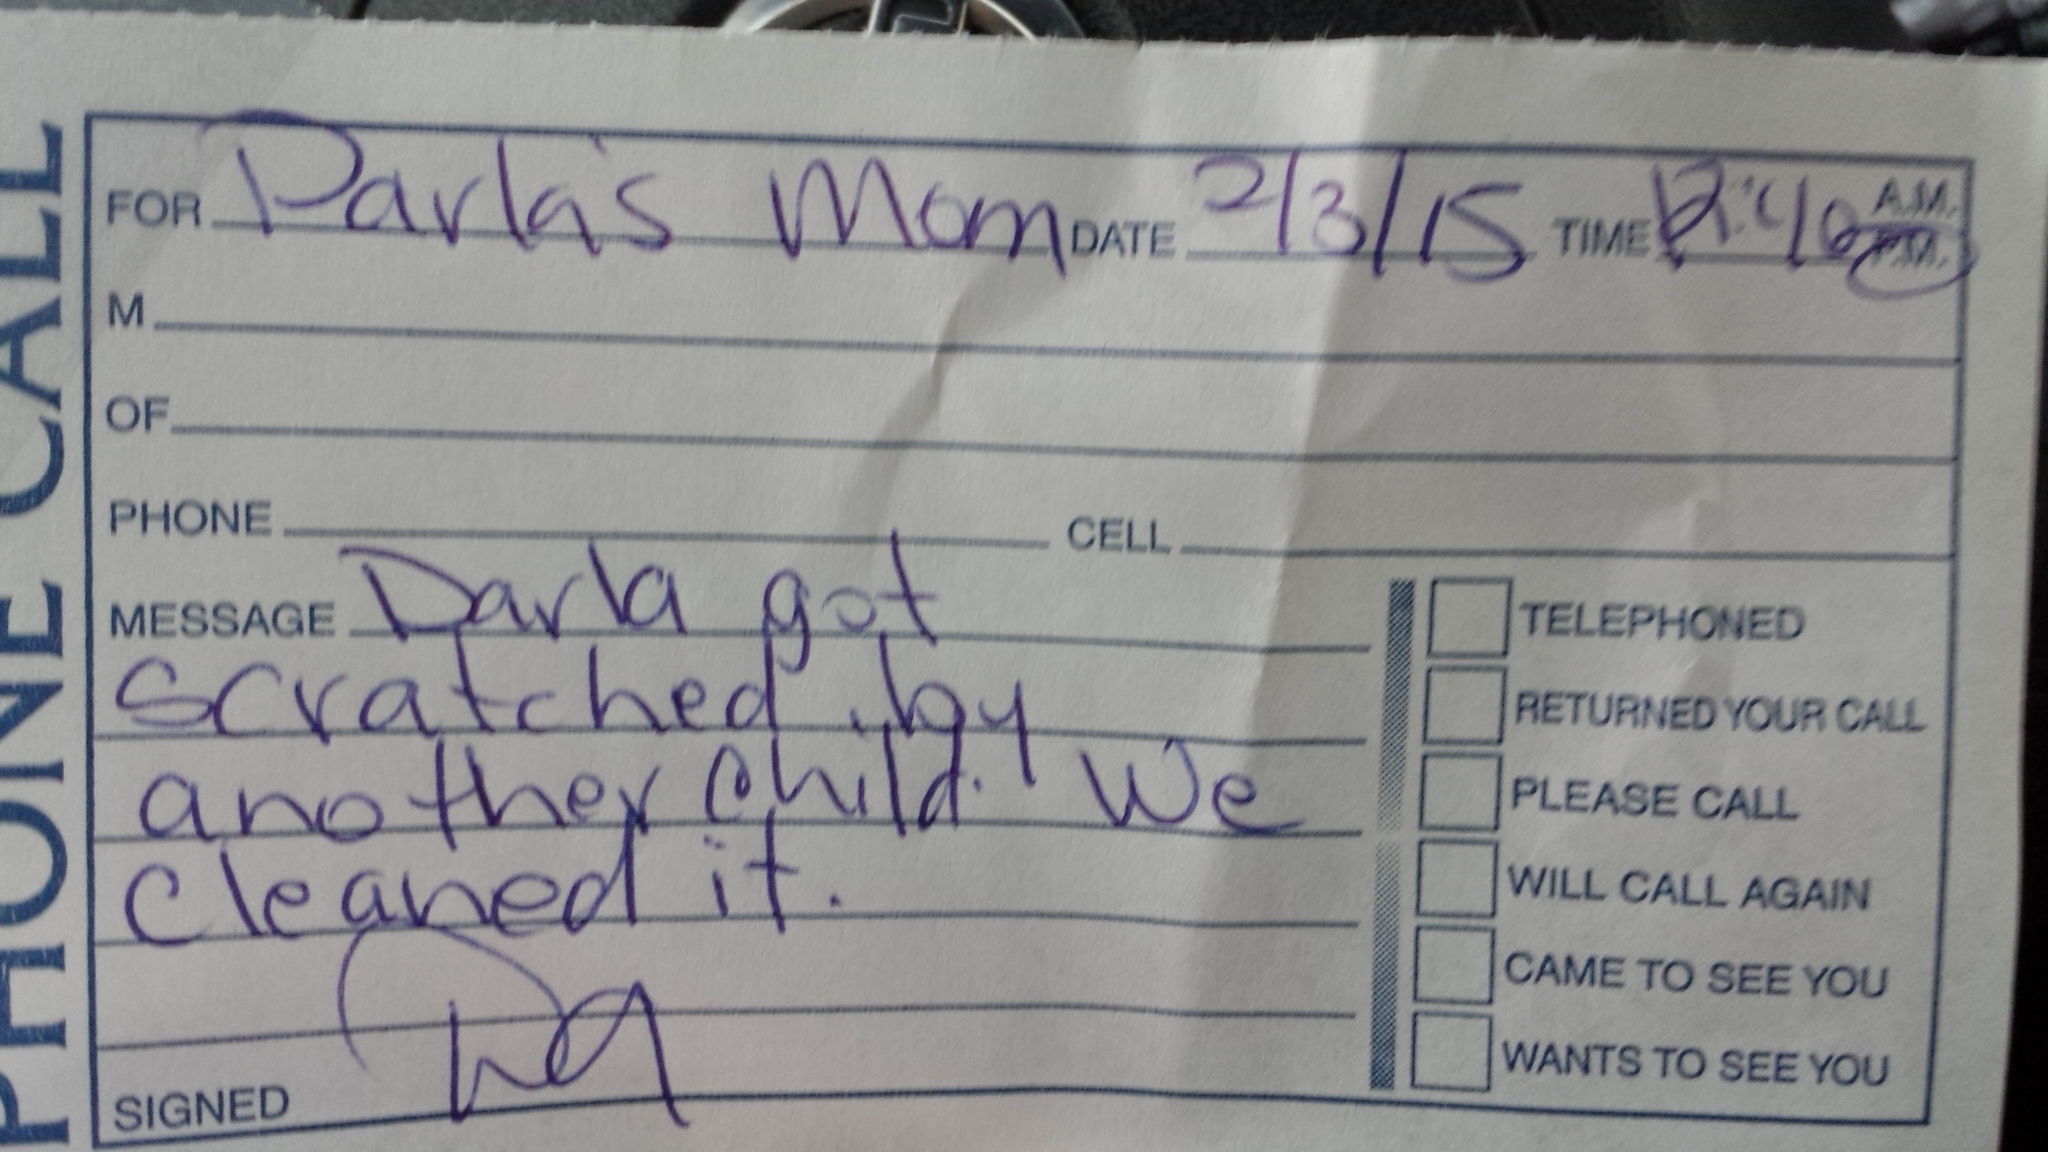 PHONE CALL
FOR Darla's Mom DATE 2/3/15 TIME 12:40 A.M. P.M.
M
OF
PHONE CELL
MESSAGE Darla got
scratched by
another child. We
cleaned it.
SIGNED
TELEPHONED
RETURNED YOUR CALL
PLEASE CALL
WILL CALL AGAIN
CAME TO SEE YOU
WANTS TO SEE YOU